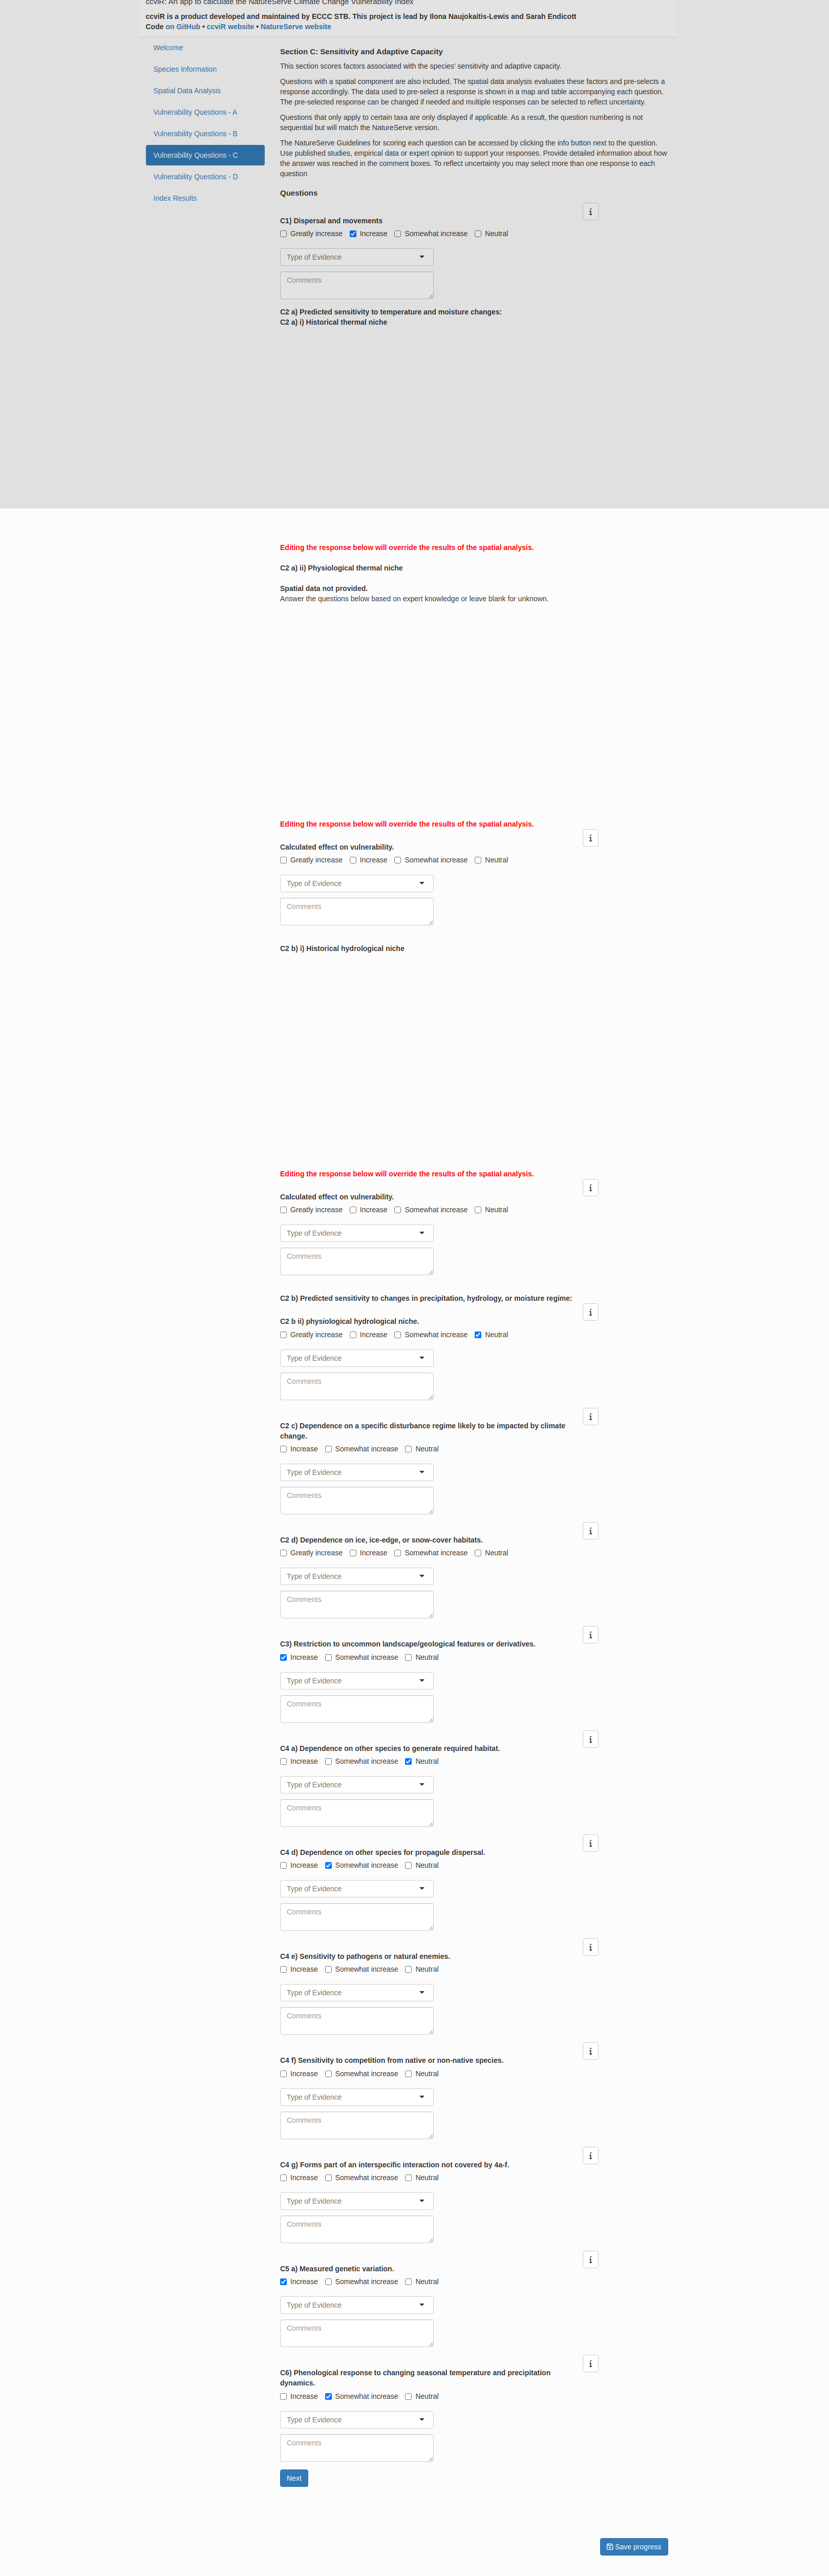 ccviR: An app to calculate the NatureServe Climate Change Vulnerability Index
ccviR is a product developed and maintained by ECCC STB. This project is lead by Ilona Naujokaitis-Lewis and Sarah Endicott
Code on GitHub • ccviR website • NatureServe website
Welcome
Species Information
Spatial Data Analysis
Vulnerability Questions - A
Vulnerability Questions - B
Vulnerability Questions - C
Vulnerability Questions - D
Index Results
Section C: Sensitivity and Adaptive Capacity
This section scores factors associated with the species' sensitivity and adaptive capacity.
Questions with a spatial component are also included. The spatial data analysis evaluates these factors and pre-selects a
response accordingly. The data used to pre-select a response is shown in a map and table accompanying each question.
The pre-selected response can be changed if needed and multiple responses can be selected to reflect uncertainty.
Questions that only apply to certain taxa are only displayed if applicable. As a result, the question numbering is not
sequential but will match the NatureServe version.
The NatureServe Guidelines for scoring each question can be accessed by clicking the info button next to the question.
Use published studies, empirical data or expert opinion to support your responses. Provide detailed information about how
the answer was reached in the comment boxes. To reflect uncertainty you may select more than one response to each
question
Questions
C1) Dispersal and movements
Greatly increase Increase Somewhat increase Neutral
Type of Evidence
Comments
C2 a) Predicted sensitivity to temperature and moisture changes:
C2 a) i) Historical thermal niche
Editing the response below will override the results of the spatial analysis.
C2 a) ii) Physiological thermal niche
Spatial data not provided.
Answer the questions below based on expert knowledge or leave blank for unknown.
Editing the response below will override the results of the spatial analysis.
Calculated effect on vulnerability.
Greatly increase Increase Somewhat increase Neutral
Type of Evidence
Comments
C2 b) i) Historical hydrological niche
Editing the response below will override the results of the spatial analysis.
Calculated effect on vulnerability.
Greatly increase Increase Somewhat increase Neutral
Type of Evidence
Comments
C2 b) Predicted sensitivity to changes in precipitation, hydrology, or moisture regime:
C2 b ii) physiological hydrological niche.
Greatly increase Increase Somewhat increase Neutral
Type of Evidence
Comments
C2 c) Dependence on a specific disturbance regime likely to be impacted by climate
change.
Increase Somewhat increase Neutral
Type of Evidence
Comments
C2 d) Dependence on ice, ice-edge, or snow-cover habitats.
Greatly increase Increase Somewhat increase Neutral
Type of Evidence
Comments
C3) Restriction to uncommon landscape/geological features or derivatives.
Increase Somewhat increase Neutral
Type of Evidence
Comments
C4 a) Dependence on other species to generate required habitat.
Increase Somewhat increase Neutral
Type of Evidence
Comments
C4 d) Dependence on other species for propagule dispersal.
Increase Somewhat increase Neutral
Type of Evidence
Comments
C4 e) Sensitivity to pathogens or natural enemies.
Increase Somewhat increase Neutral
Type of Evidence
Comments
C4 f) Sensitivity to competition from native or non-native species.
Increase Somewhat increase Neutral
Type of Evidence
Comments
C4 g) Forms part of an interspecific interaction not covered by 4a-f.
Increase Somewhat increase Neutral
Type of Evidence
Comments
C5 a) Measured genetic variation.
Increase Somewhat increase Neutral
Type of Evidence
Comments
C6) Phenological response to changing seasonal temperature and precipitation
dynamics.
Increase Somewhat increase Neutral
Type of Evidence
Comments
Next
Save progress